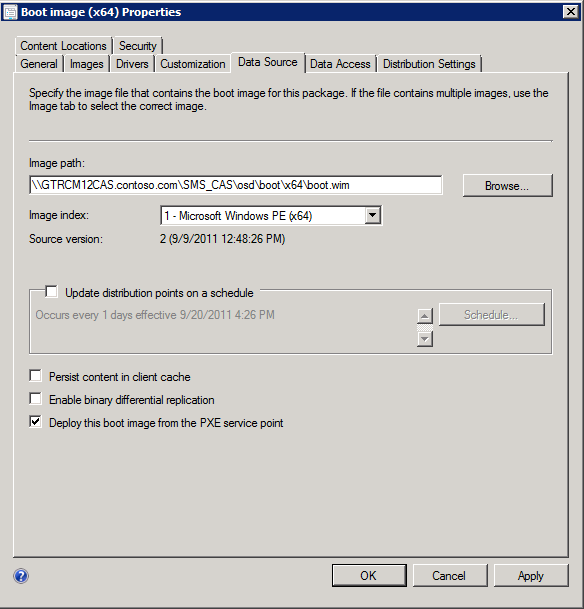 Boot image (x64) Properties
Content Locations Security
General Images Drivers Customization Data Source Data Access Distribution Settings
Specify the image file that contains the boot image for this package. If the file contains multiple images, use the
Image tab to select the correct image.
Image path:
\\GTRCM12CAS.contoso.com\SMS_CAS\osd\boot\x64\boot.wim Browse...
Image index: 1 - Microsoft Windows PE (x64)
Source version: 2 (9/9/2011 12:48:26 PM)
Update distribution points on a schedule
Occurs every 1 days effective 9/20/2011 4:26 PM Schedule...
Persist content in client cache
Enable binary differential replication
Deploy this boot image from the PXE service point
? OK Cancel Apply